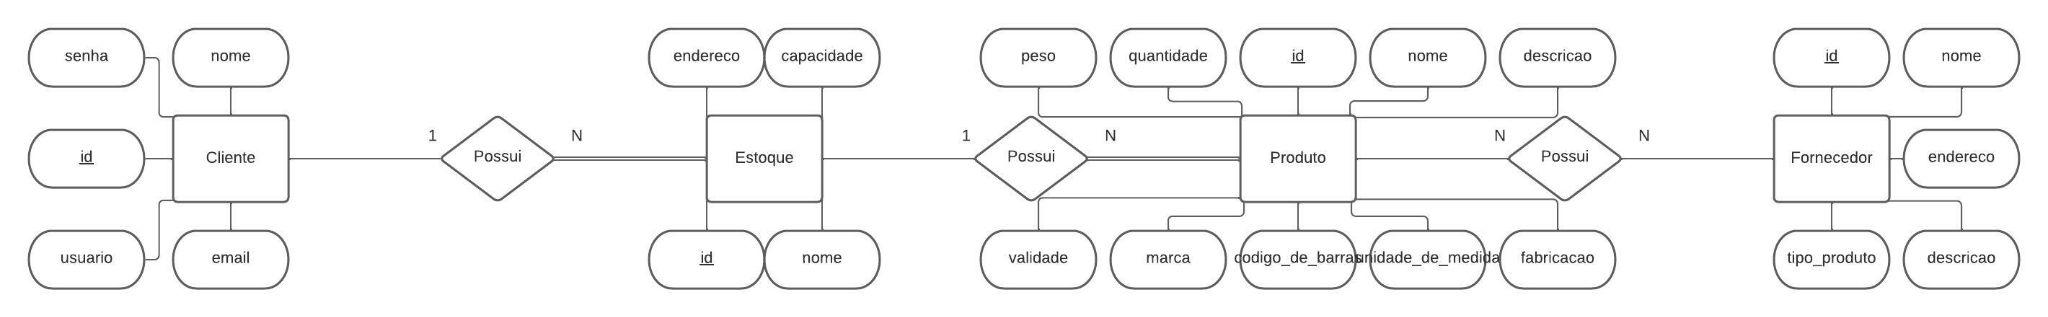 senha
nome
endereco
capacidade
peso
quantidade
id
nome
descricao
id
nome
1
N
1
N
N
N
id
Cliente
Possui
Estoque
Possui
Produto
Possui
Fornecedor
endereco
usuario
email
id
nome
validade
marca
codigo_de_barras
unidade_de_medida
fabricacao
tipo_produto
descricao